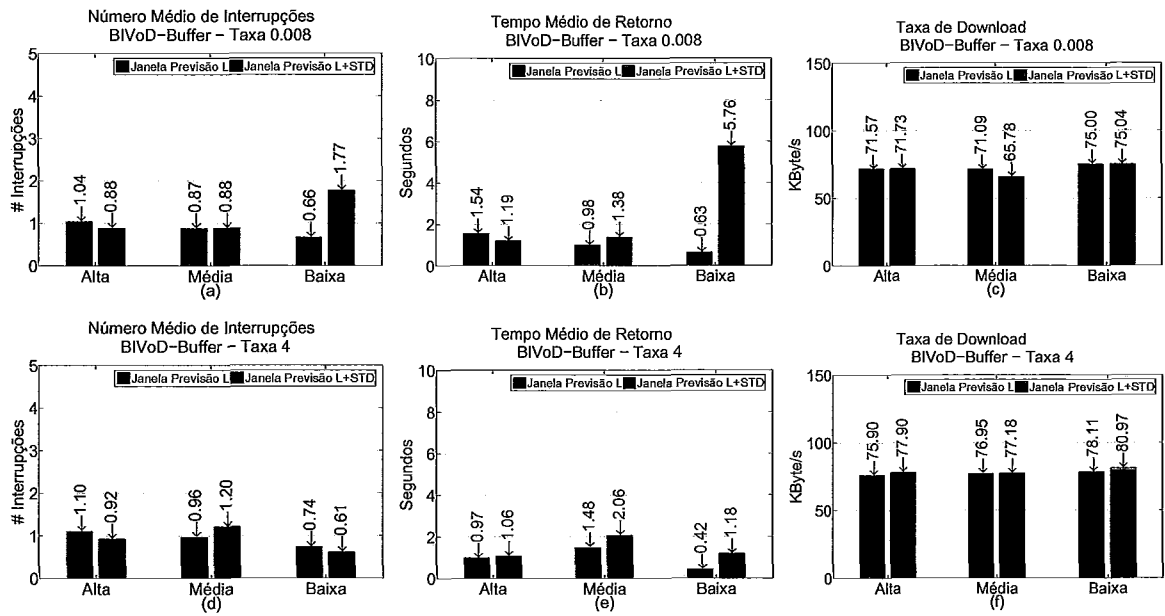 Número Médio de Interrupções
BIVoD-Buffer – Taxa 0.008
Janela Previsão L
Janela Previsão L+STD
# Interrupções
5
4
3
2
1
0
1.04
0.88
0.87
0.88
0.66
1.77
Alta
Média
Baixa
(a)
Tempo Médio de Retorno
BIVoD-Buffer – Taxa 0.008
Janela Previsão L
Janela Previsão L+STD
Segundos
10
8
6
4
2
0
1.54
1.19
0.98
1.38
0.63
5.76
Alta
Média
Baixa
(b)
Taxa de Download
BIVoD-Buffer – Taxa 0.008
Janela Previsão L
Janela Previsão L+STD
KByte/s
150
100
50
0
71.57
71.73
71.09
65.78
75.00
75.04
Alta
Média
Baixa
(c)
Número Médio de Interrupções
BIVoD-Buffer – Taxa 4
Janela Previsão L
Janela Previsão L+STD
# Interrupções
5
4
3
2
1
0
1.10
0.92
0.96
1.20
0.74
0.61
Alta
Média
Baixa
(d)
Tempo Médio de Retorno
BIVoD-Buffer – Taxa 4
Janela Previsão L
Janela Previsão L+STD
Segundos
10
8
6
4
2
0
0.97
1.06
1.48
2.06
0.42
1.18
Alta
Média
Baixa
(e)
Taxa de Download
BIVoD-Buffer – Taxa 4
Janela Previsão L
Janela Previsão L+STD
KByte/s
150
100
50
0
75.90
77.90
76.95
77.18
78.11
80.97
Alta
Média
Baixa
(f)